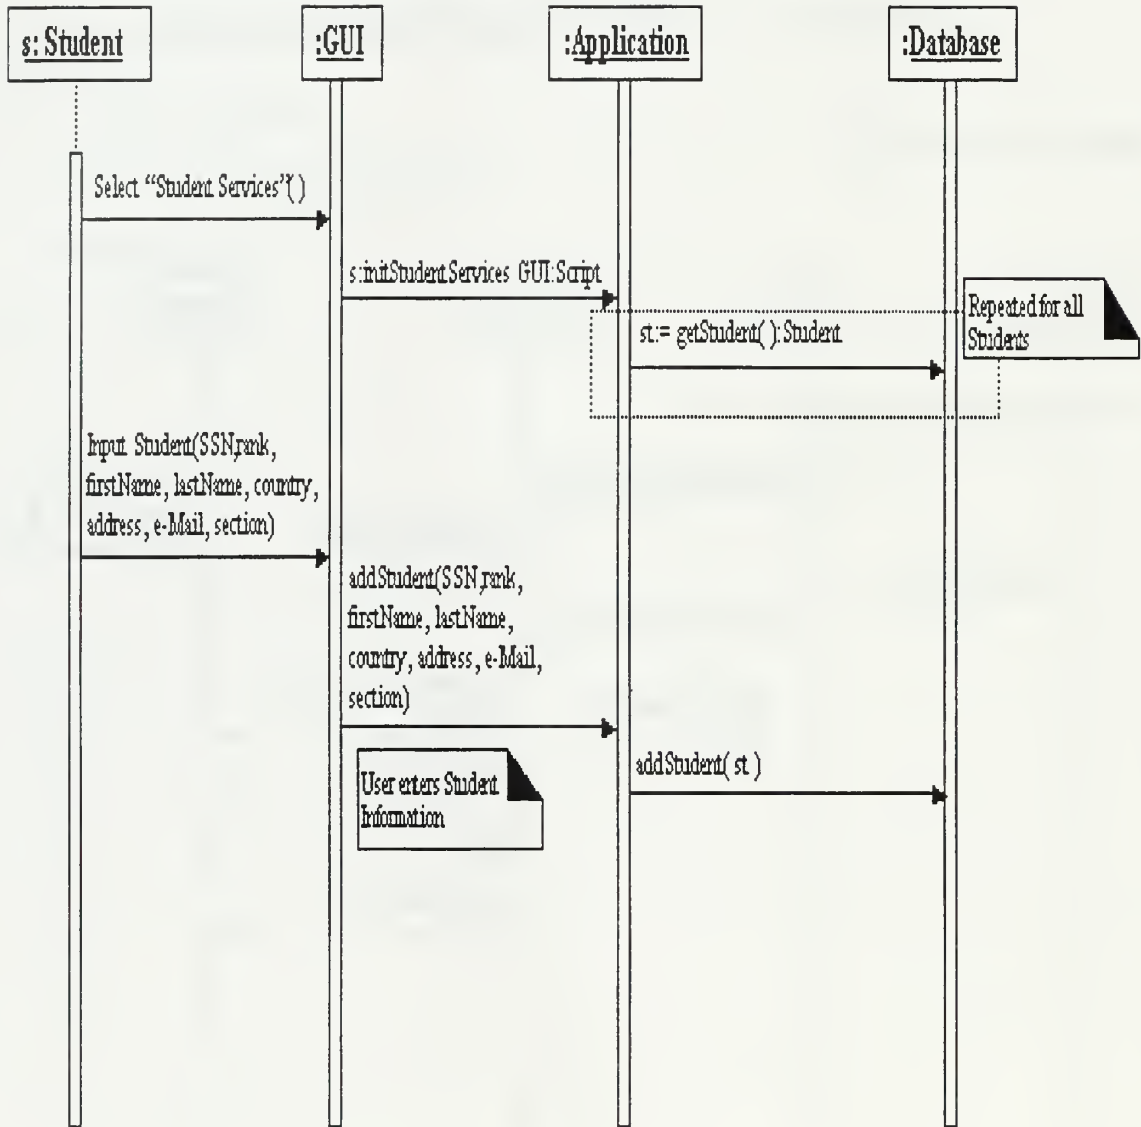 s: Student
:GUI
:Application
:Database
Select “Student Services”( )
s:initStudentServices GUI:Script
Repeated for all
Students
st:= getStudent( ):Student
Input Student(SSN,rank,
firstName, lastName, country,
address, e-Mail, section)
addStudent(SSN,rank,
firstName, lastName,
country, address, e-Mail,
section)
User enters Student
Information
addStudent( st )